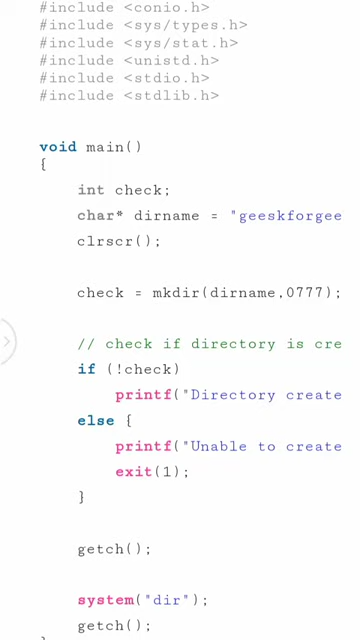 #include <conio.h>
#include <sys/types.h>
#include <sys/stat.h>
#include <unistd.h>
#include <stdio.h>
#include <stdlib.h>
void main()
{
int check;
char* dirname = "geeskforgee
clrscr();
check = mkdir(dirname,0777);
// check if directory is cre
if (!check)
printf("Directory create
else {
printf("Unable to create
exit(1);
}
getch();
system("dir");
getch();